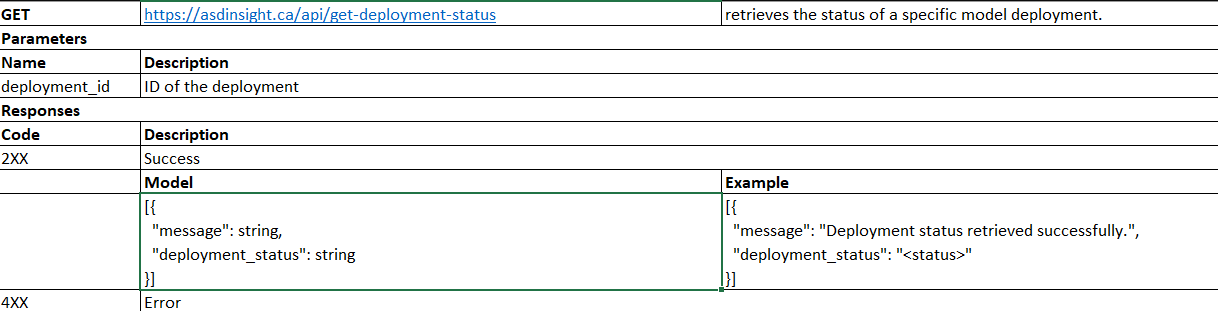 GET https://asdinsight.ca/api/get-deployment-status retrieves the status of a specific model deployment.
Parameters
Name Description
deployment_id ID of the deployment
Responses
Code Description
2XX Success
Model Example
[{ [{
"message": string, "message": "Deployment status retrieved successfully.",
"deployment_status": string "deployment_status": "<status>"
}] }]
4XX Error